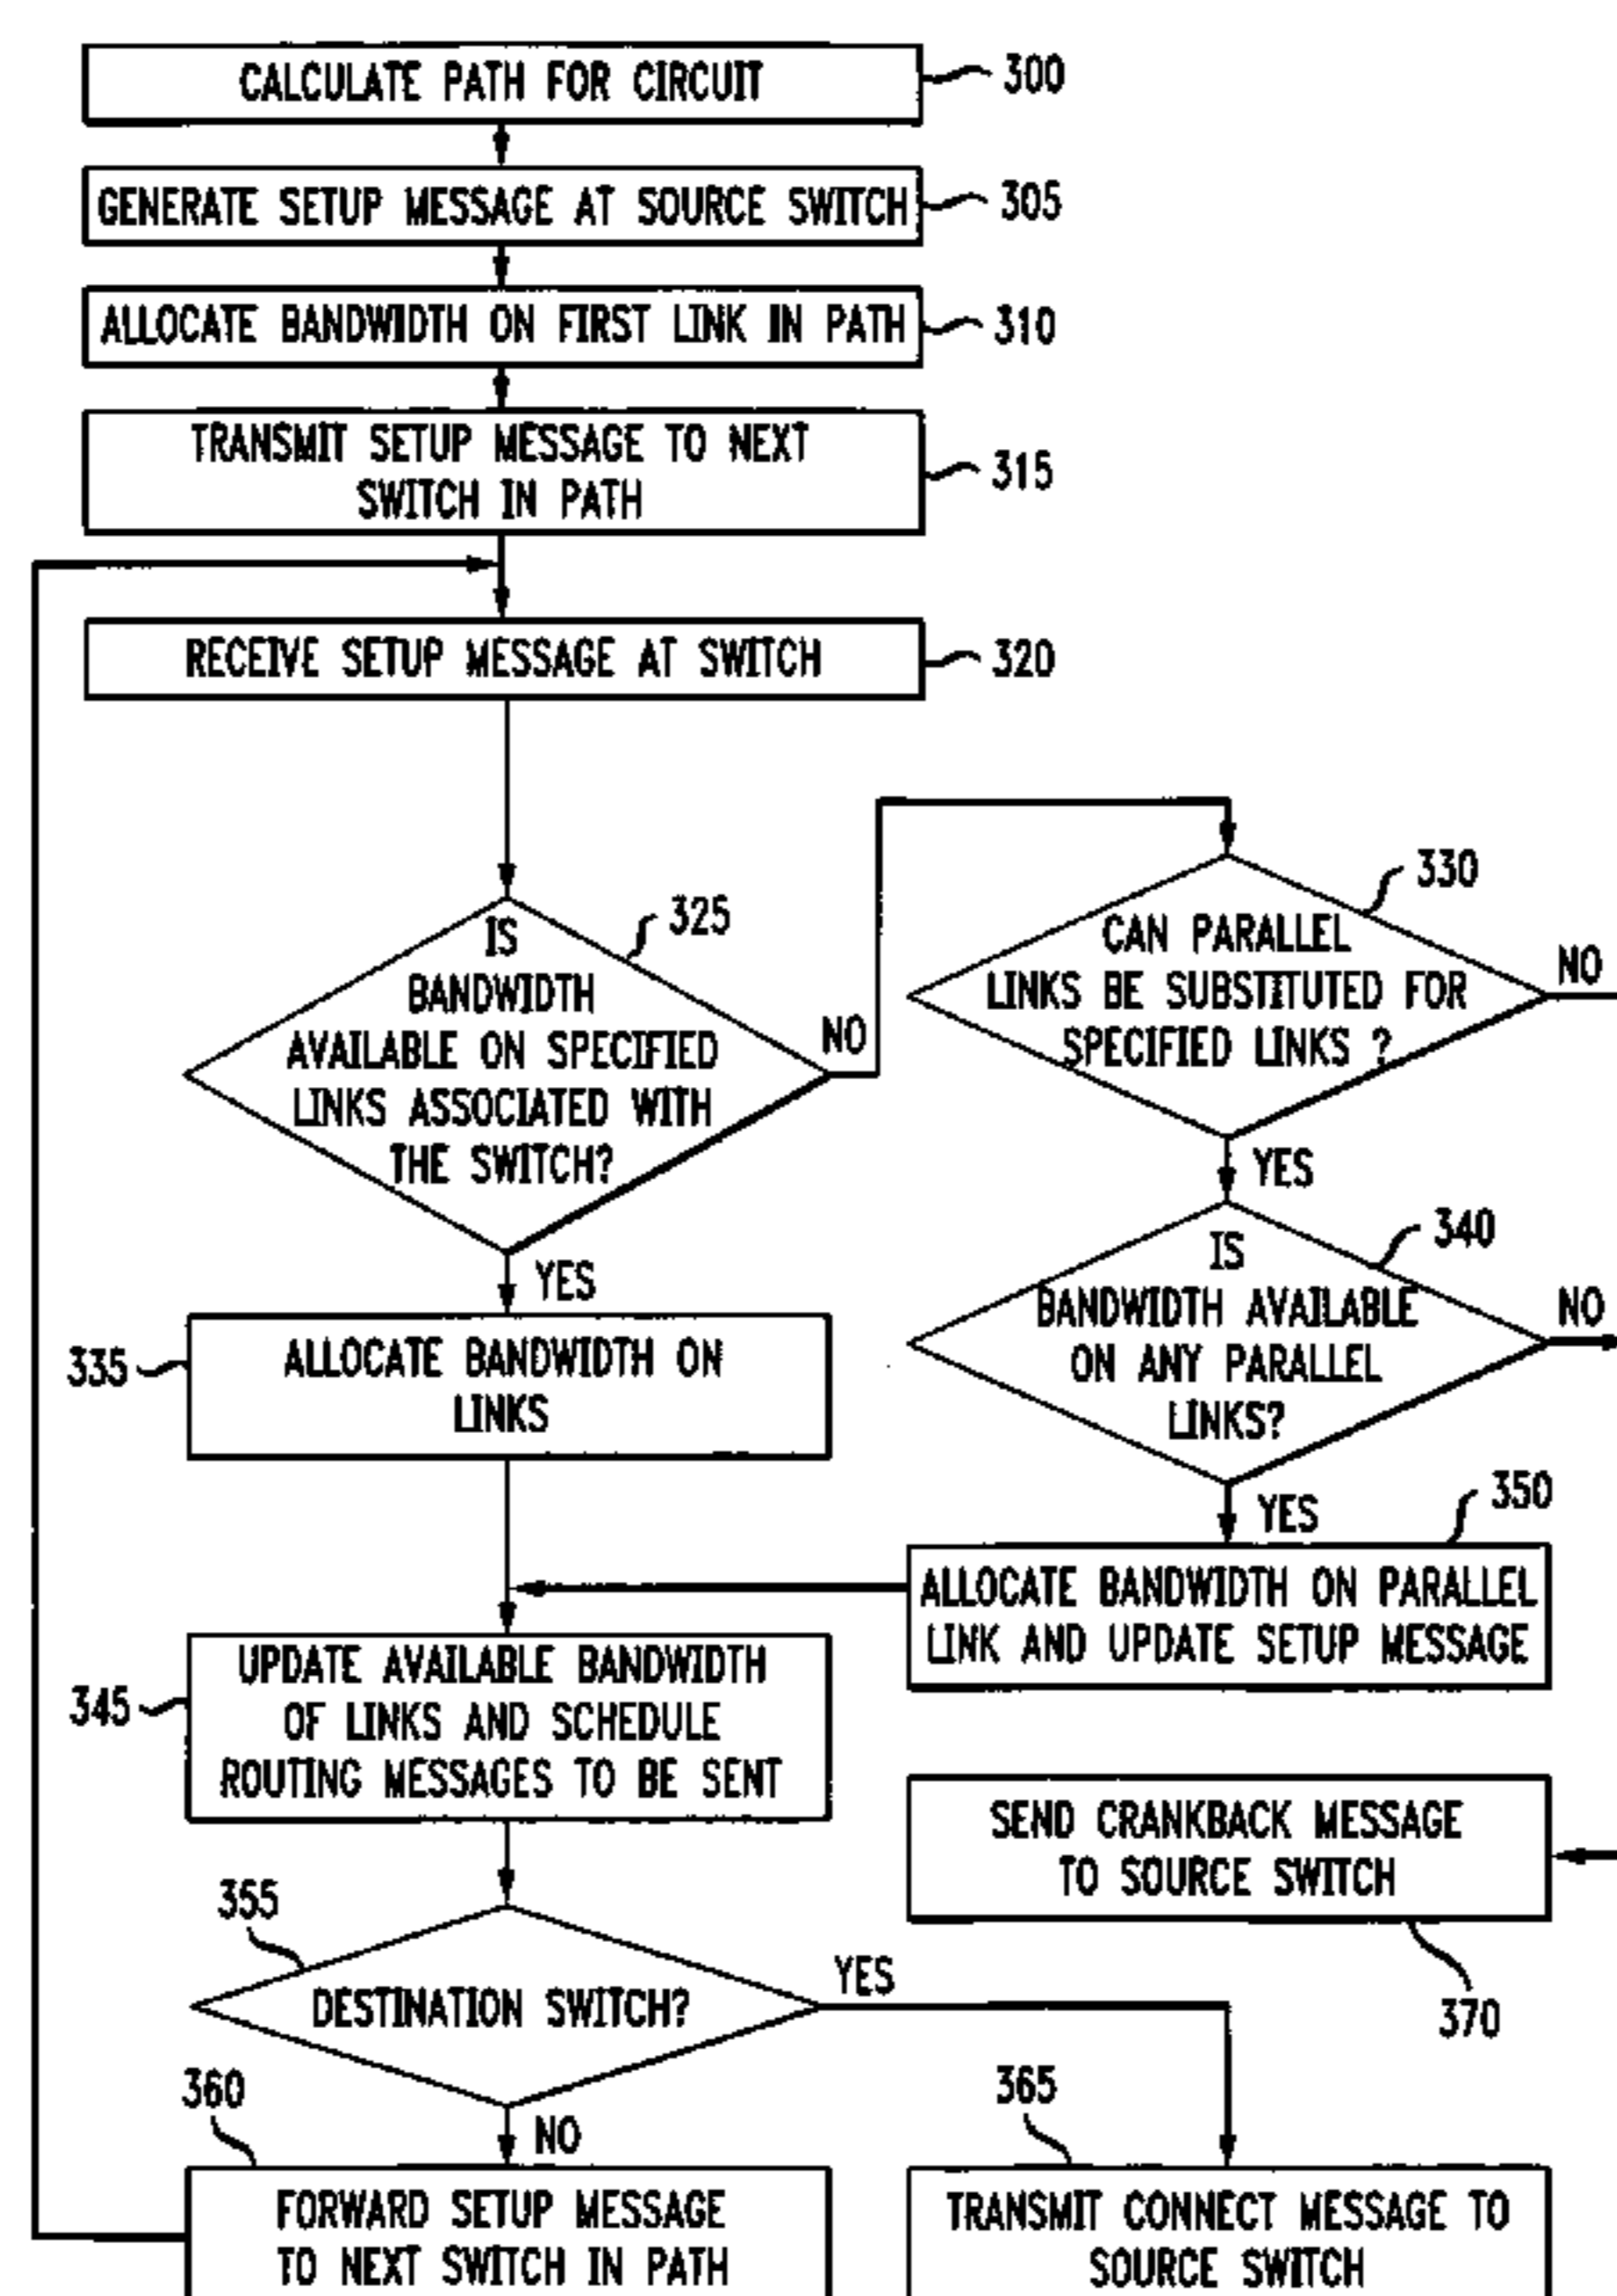 CALCULATE PATH FOR CIRCUIT
300
GENERATE SETUP MESSAGE AT SOURCE SWITCH
305
ALLOCATE BANDWIDTH ON FIRST LINK IN PATH
310
TRANSMIT SETUP MESSAGE TO NEXT
SWITCH IN PATH
315
RECEIVE SETUP MESSAGE AT SWITCH
320
325
IS
BANDWIDTH
AVAILABLE ON SPECIFIED
LINKS ASSOCIATED WITH
THE SWITCH?
NO
YES
330
CAN PARALLEL
LINKS BE SUBSTITUTED FOR
SPECIFIED LINKS ?
NO
YES
335
ALLOCATE BANDWIDTH ON
LINKS
340
IS
BANDWIDTH AVAILABLE
ON ANY PARALLEL
LINKS?
NO
YES
350
ALLOCATE BANDWIDTH ON PARALLEL
LINK AND UPDATE SETUP MESSAGE
345
UPDATE AVAILABLE BANDWIDTH
OF LINKS AND SCHEDULE
ROUTING MESSAGES TO BE SENT
SEND CRANKBACK MESSAGE
TO SOURCE SWITCH
370
355
DESTINATION SWITCH?
YES
NO
360
FORWARD SETUP MESSAGE
TO NEXT SWITCH IN PATH
365
TRANSMIT CONNECT MESSAGE TO
SOURCE SWITCH